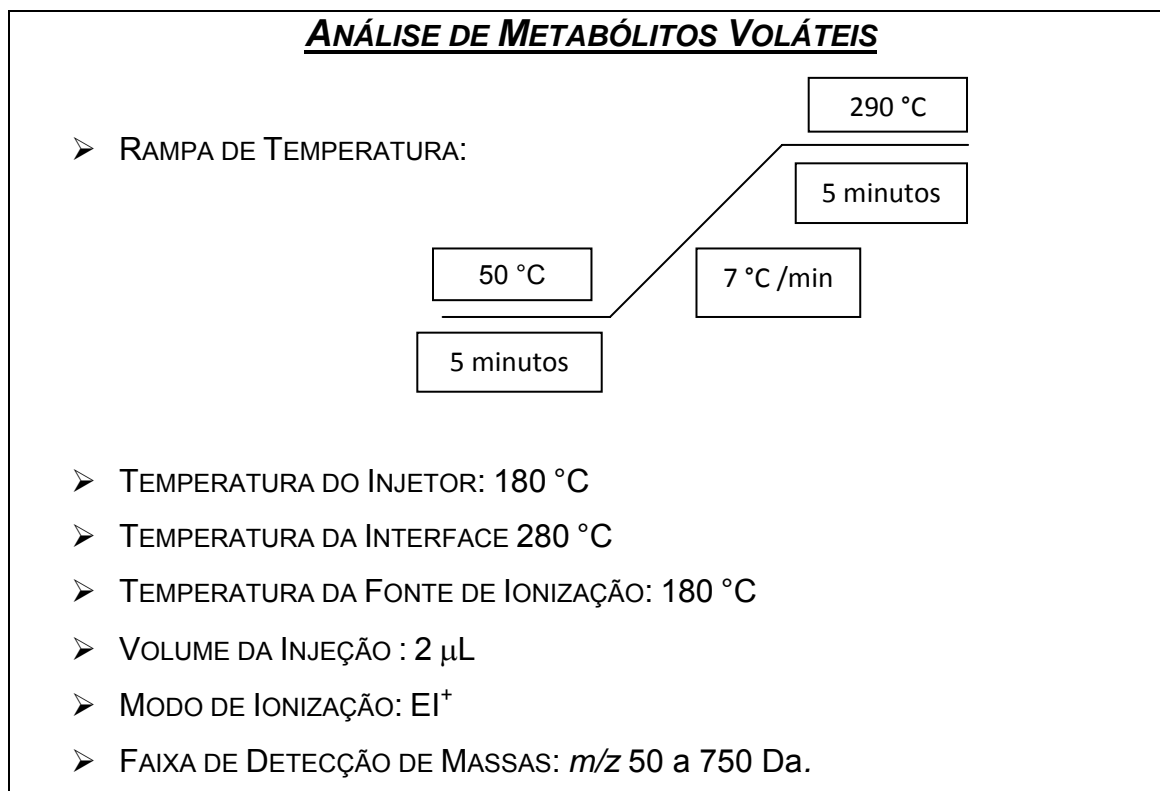 ANÁLISE DE METABÓLITOS VOLÁTEIS
290 °C
➢ RAMPA DE TEMPERATURA:
5 minutos
50 °C
7 °C /min
5 minutos
➢ TEMPERATURA DO INJETOR: 180 °C
➢ TEMPERATURA DA INTERFACE 280 °C
➢ TEMPERATURA DA FONTE DE IONIZAÇÃO: 180 °C
➢ VOLUME DA INJEÇÃO : 2 μL
➢ MODO DE IONIZAÇÃO: EI⁺
➢ FAIXA DE DETECÇÃO DE MASSAS: m/z 50 a 750 Da.